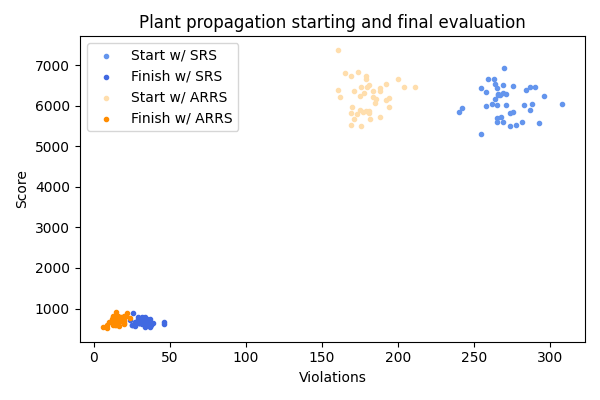 Plant propagation starting and final evaluation
Start w/ SRS
Finish w/ SRS
Start w/ ARRS
Finish w/ ARRS
Score
7000
6000
5000
4000
3000
2000
1000
0
50
100
150
200
250
300
Violations